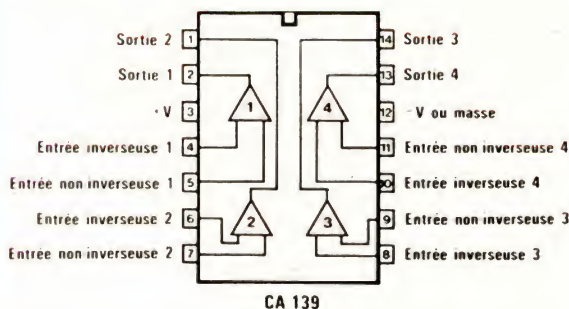 Sortie 2 1
Sortie 1 2
+V 3
Entrée inverseuse 1 4
Entrée non inverseuse 1 5
Entrée inverseuse 2 6
Entrée non inverseuse 2 7
1
4
2
3
14 Sortie 3
13 Sortie 4
12 -V ou masse
11 Entrée non inverseuse 4
10 Entrée inverseuse 4
9 Entrée non inverseuse 3
8 Entrée inverseuse 3
CA 139